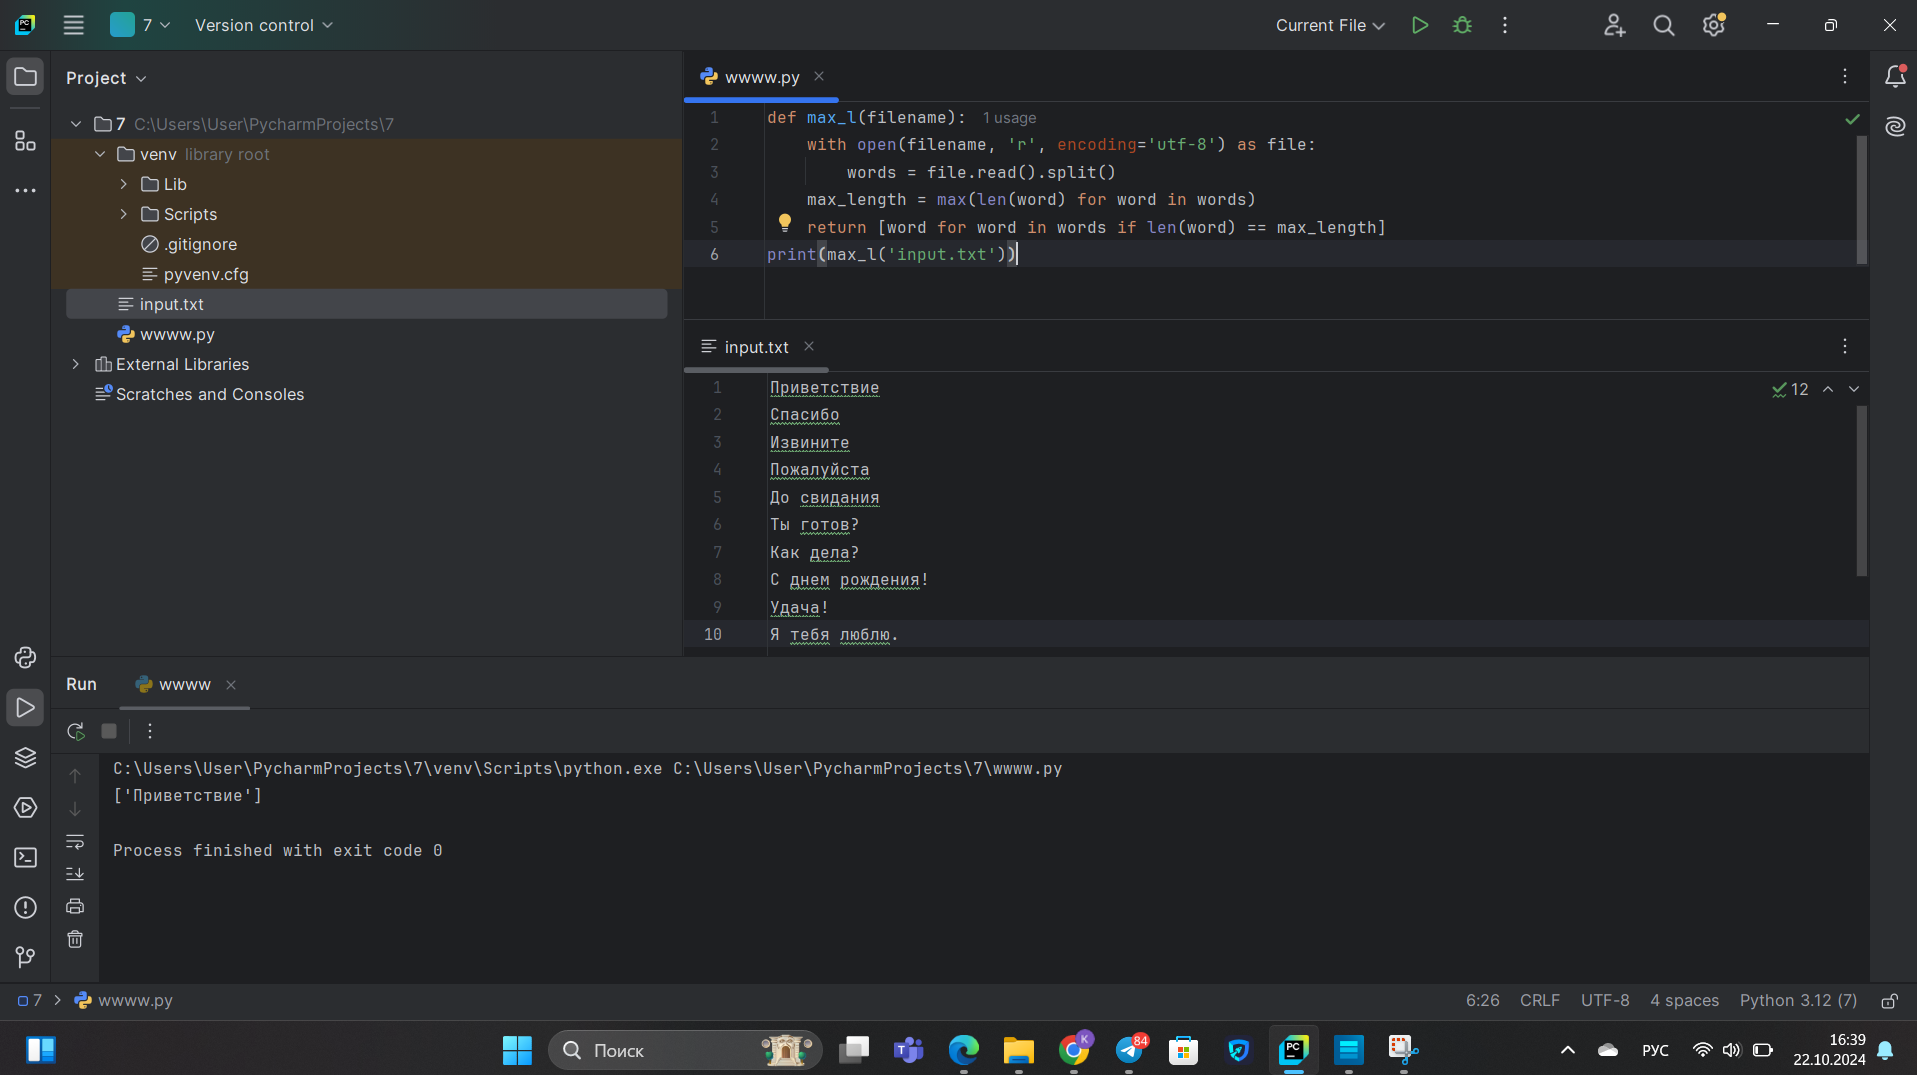 7 Version control Current File
Project
7 C:\Users\User\PycharmProjects\7
venv library root
Lib
Scripts
.gitignore
pyvenv.cfg
input.txt
wwww.py
External Libraries
Scratches and Consoles
wwww.py
1 def max_l(filename): 1 usage
2 with open(filename, 'r', encoding='utf-8') as file:
3 words = file.read().split()
4 max_length = max(len(word) for word in words)
5 return [word for word in words if len(word) == max_length]
6 print(max_l('input.txt'))
input.txt
12
1 Приветствие
2 Спасибо
3 Извините
4 Пожалуйста
5 До свидания
6 Ты готов?
7 Как дела?
8 С днем рождения!
9 Удача!
10 Я тебя люблю.
Run wwww
C:\Users\User\PycharmProjects\7\venv\Scripts\python.exe C:\Users\User\PycharmProjects\7\wwww.py
['Приветствие']
Process finished with exit code 0
7 wwww.py 6:26 CRLF UTF-8 4 spaces Python 3.12 (7)
Поиск
K
84
PC
РУС
16:39
22.10.2024